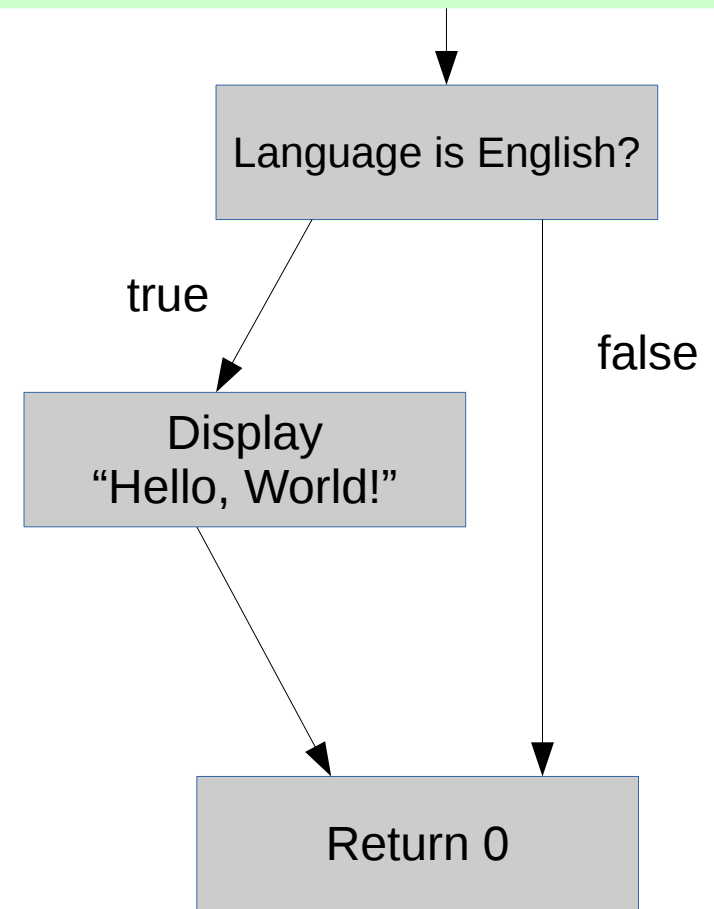 Language is English?
true
false
Display
“Hello, World!”
Return 0